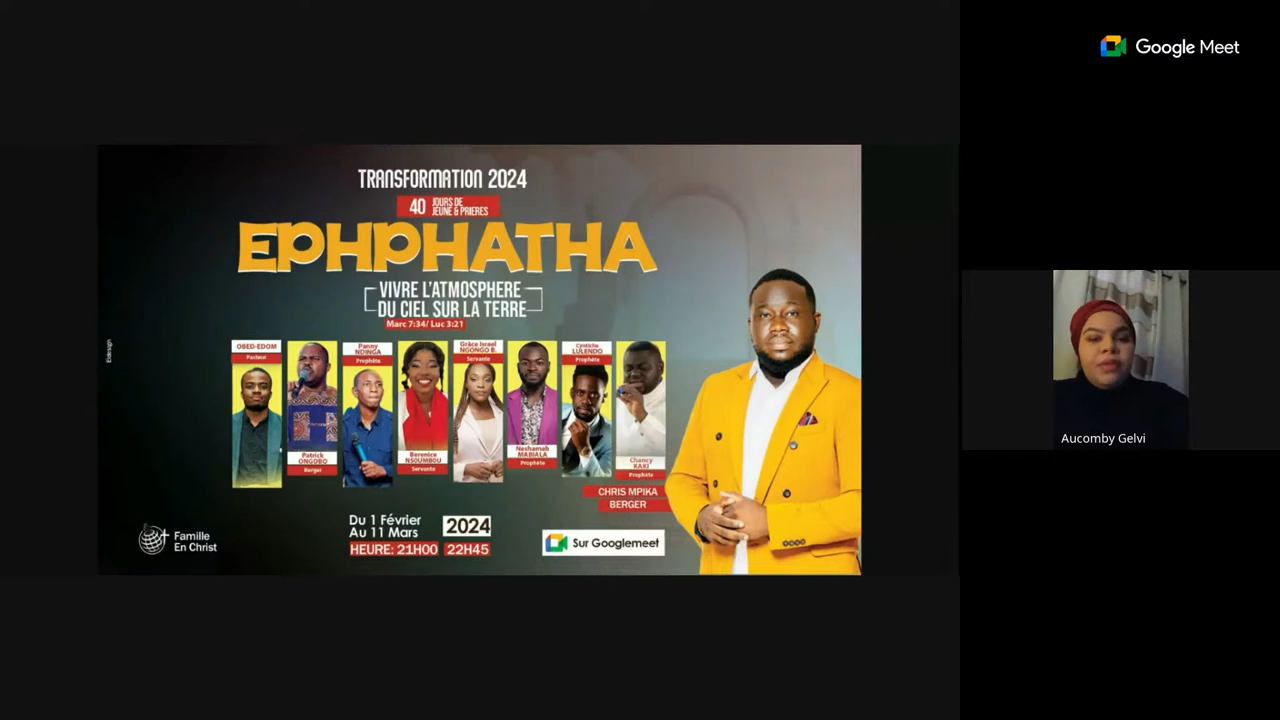 Google Meet
TRANSFORMATION 2024
40 JOURS DE
JEUNE & PRIERES
EPHPHATHA
VIVRE L'ATMOSPHERE
DU CIEL SUR LA TERRE
Marc 7:34/ Luc 3:21
Eldesign
OBED-EDOM
Pasteur
Patrick
ONGOBO
Berger
Panny
NDINGA
Prophète
Berenice
NSOUMBOU
Servante
Grâce Israel
NGONGO B.
Servante
Neshamah
MABIALA
Prophète
LULENDO
Prophète
Chancy
KAKI
Prophète
CHRIS MPIKA
BERGER
Famille
En Christ
Du 1 Février
Au 11 Mars
2024
HEURE: 21H00 22H45
Sur Googlemeet
Aucomby Gelvi